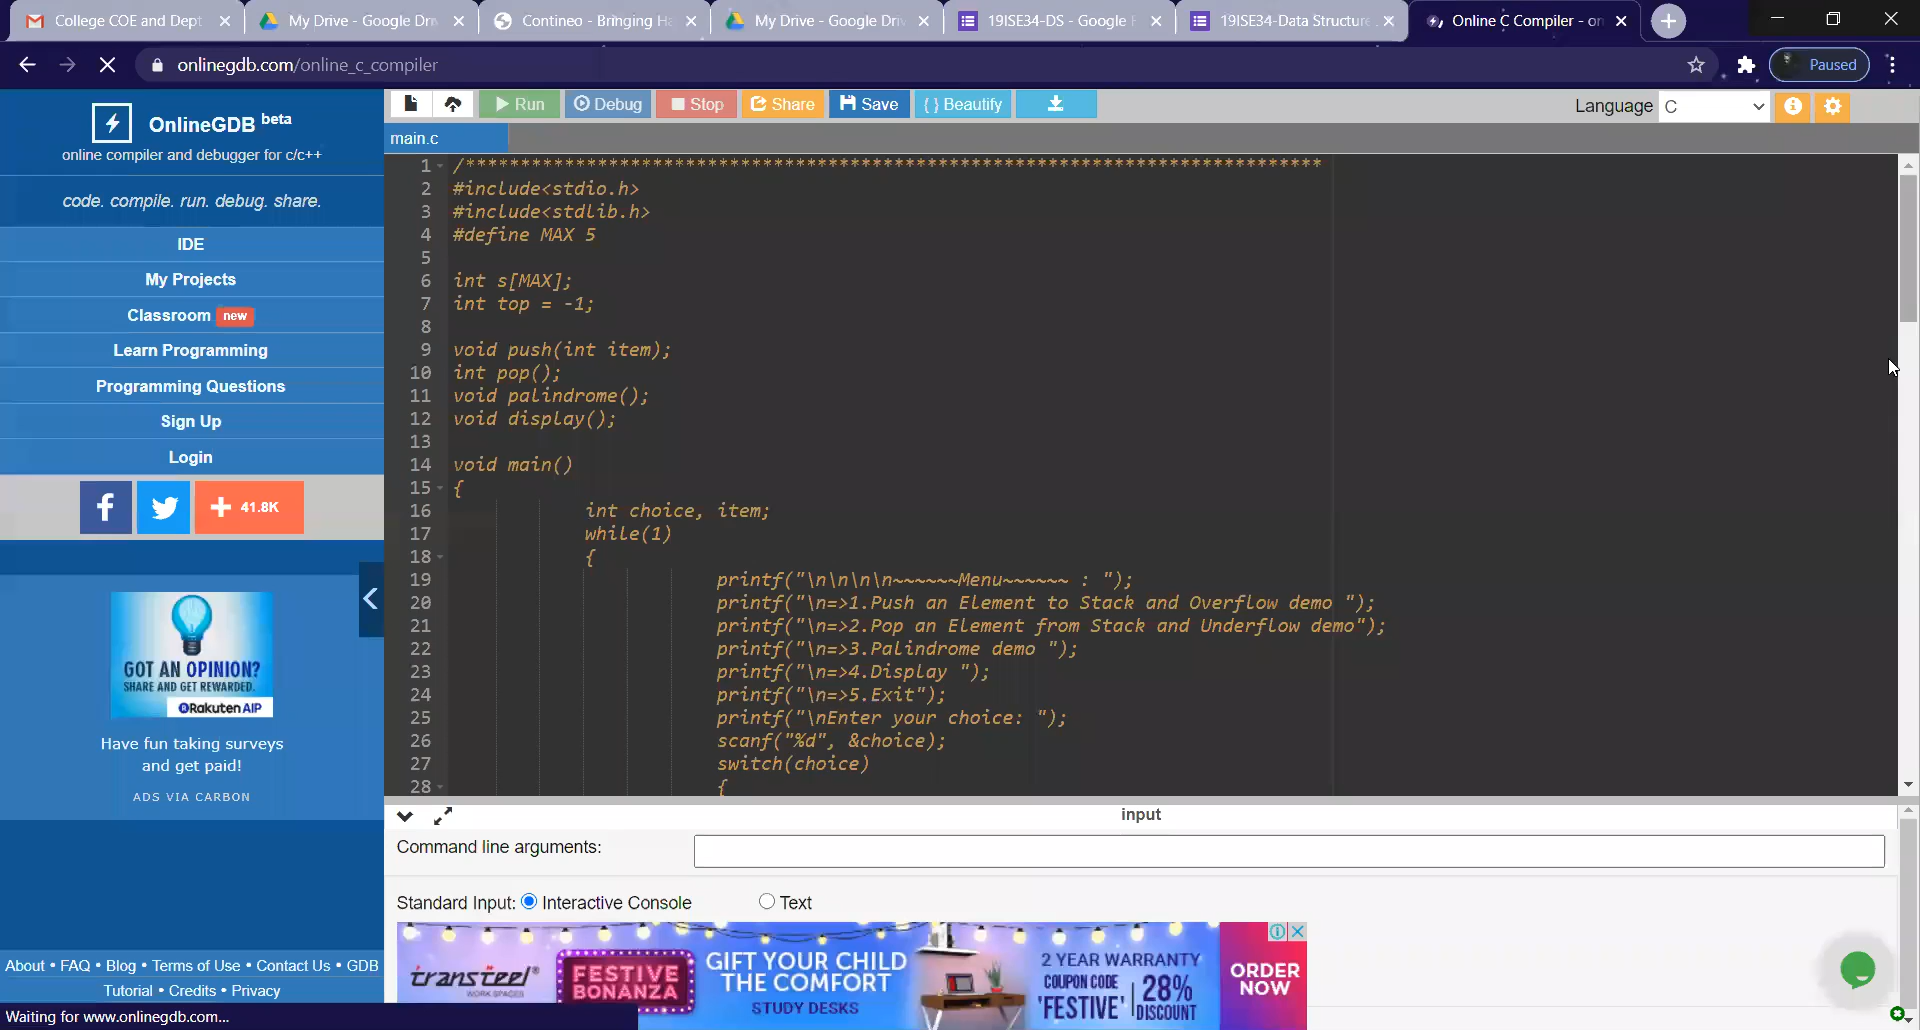 College COE and Dept
My Drive - Google Dri
Contineo - Bringing Ha
My Drive - Google Dri
19ISE34-DS - Google F
19ISE34-Data Structure
Online C Compiler - on
onlinegdb.com/online_c_compiler
Paused
OnlineGDB beta
online compiler and debugger for c/c++
code. compile. run. debug. share.
IDE
My Projects
Classroom new
Learn Programming
Programming Questions
Sign Up
Login
41.8K
GOT AN OPINION?
SHARE AND GET REWARDED.
Rakuten AIP
Have fun taking surveys
and get paid!
ADS VIA CARBON
About • FAQ • Blog • Terms of Use • Contact Us • GDB
Tutorial • Credits • Privacy
Waiting for www.onlinegdb.com...
Run
Debug
Stop
Share
Save
{ } Beautify
Language C
main.c
1 /******************************************************************************
2 #include<stdio.h>
3 #include<stdlib.h>
4 #define MAX 5
5
6 int s[MAX];
7 int top = -1;
8
9 void push(int item);
10 int pop();
11 void palindrome();
12 void display();
13
14 void main()
15 {
16 int choice, item;
17 while(1)
18 {
19 printf("\n\n\n\n~~~~~~Menu~~~~~~ : ");
20 printf("\n=>1.Push an Element to Stack and Overflow demo ");
21 printf("\n=>2.Pop an Element from Stack and Underflow demo");
22 printf("\n=>3.Palindrome demo ");
23 printf("\n=>4.Display ");
24 printf("\n=>5.Exit");
25 printf("\nEnter your choice: ");
26 scanf("%d", &choice);
27 switch(choice)
28 {
input
Command line arguments:
Standard Input: Interactive Console Text
transteel
WORK SPACES
FESTIVE
BONANZA
GIFT YOUR CHILD
THE COMFORT
STUDY DESKS
2 YEAR WARRANTY
COUPON CODE
'FESTIVE'
28%
DISCOUNT
ORDER
NOW